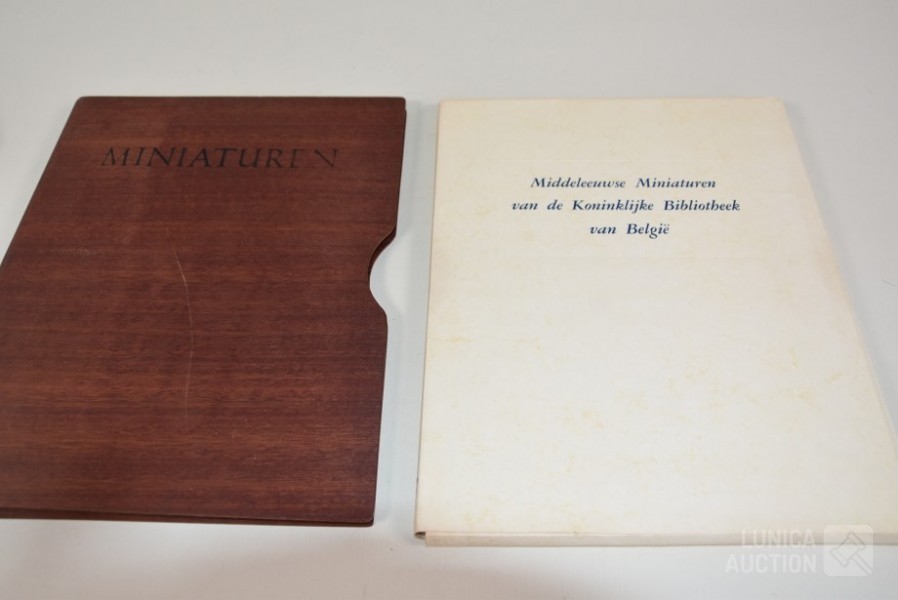 MINIATUREN
Middeleeuwse Miniaturen
van de Koninklijke Bibliotheek
van België
LUNICA
AUCTION